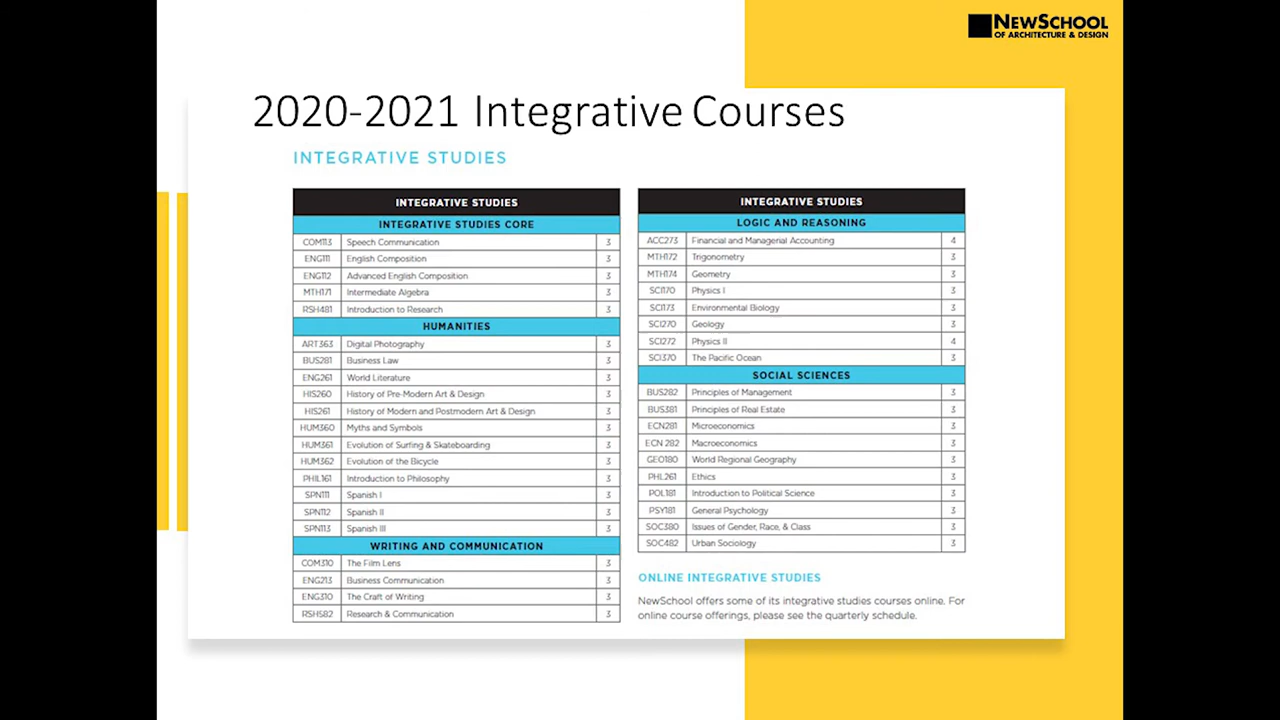 NEWSCHOOL
OF ARCHITECTURE & DESIGN
2020-2021 Integrative Courses
INTEGRATIVE STUDIES
INTEGRATIVE STUDIES
INTEGRATIVE STUDIES CORE
COM113 Speech Communication 3
ENG111 English Composition 3
ENG112 Advanced English Composition 3
MTH171 Intermediate Algebra 3
RSH481 Introduction to Research 3
HUMANITIES
ART363 Digital Photography 3
BUS281 Business Law 3
ENG261 World Literature 3
HIS260 History of Pre-Modern Art & Design 3
HIS261 History of Modern and Postmodern Art & Design 3
HUM360 Myths and Symbols 3
HUM361 Evolution of Surfing & Skateboarding 3
HUM362 Evolution of the Bicycle 3
PHIL161 Introduction to Philosophy 3
SPN111 Spanish I 3
SPN112 Spanish II 3
SPN113 Spanish III 3
WRITING AND COMMUNICATION
COM310 The Film Lens 3
ENG213 Business Communication 3
ENG310 The Craft of Writing 3
RSH582 Research & Communication 3
INTEGRATIVE STUDIES
LOGIC AND REASONING
ACC273 Financial and Managerial Accounting 4
MTH172 Trigonometry 3
MTH174 Geometry 3
SCI170 Physics I 3
SCI173 Environmental Biology 3
SCI270 Geology 3
SCI272 Physics II 4
SCI370 The Pacific Ocean 3
SOCIAL SCIENCES
BUS282 Principles of Management 3
BUS381 Principles of Real Estate 3
ECN281 Microeconomics 3
ECN 282 Macroeconomics 3
GEO180 World Regional Geography 3
PHL261 Ethics 3
POL181 Introduction to Political Science 3
PSY181 General Psychology 3
SOC380 Issues of Gender, Race, & Class 3
SOC482 Urban Sociology 3
ONLINE INTEGRATIVE STUDIES
NewSchool offers some of its integrative studies courses online. For
online course offerings, please see the quarterly schedule.